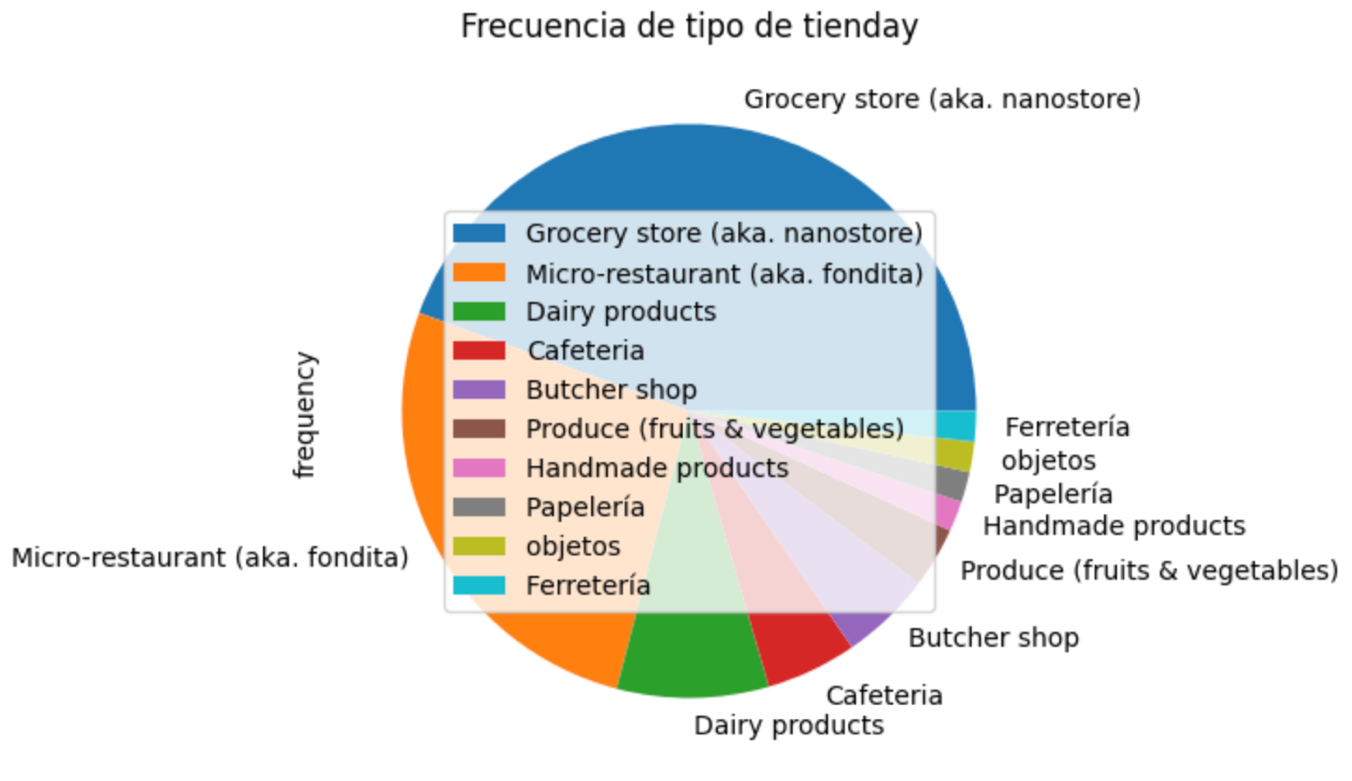 Frecuencia de tipo de tienday
Grocery store (aka. nanostore)
Grocery store (aka. nanostore)
Micro-restaurant (aka. fondita)
Dairy products
Cafeteria
Butcher shop
Produce (fruits & vegetables)
Handmade products
Papelería
objetos
Ferretería
frequency
Ferretería
objetos
Papelería
Handmade products
Micro-restaurant (aka. fondita)
Produce (fruits & vegetables)
Butcher shop
Cafeteria
Dairy products